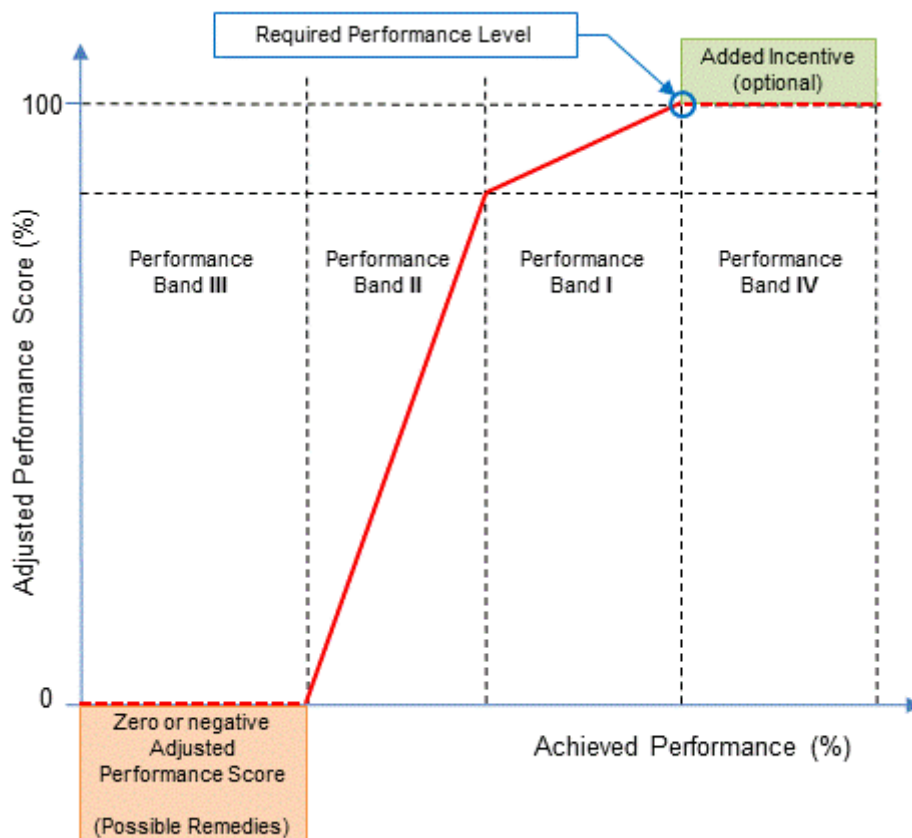 Required Performance Level
Added Incentive
(optional)
100
Performance
Band III
Performance
Band II
Performance
Band I
Performance
Band IV
Adjusted Performance Score (%)
0
Zero or negative
Adjusted
Performance Score
(Possible Remedies)
Achieved Performance (%)